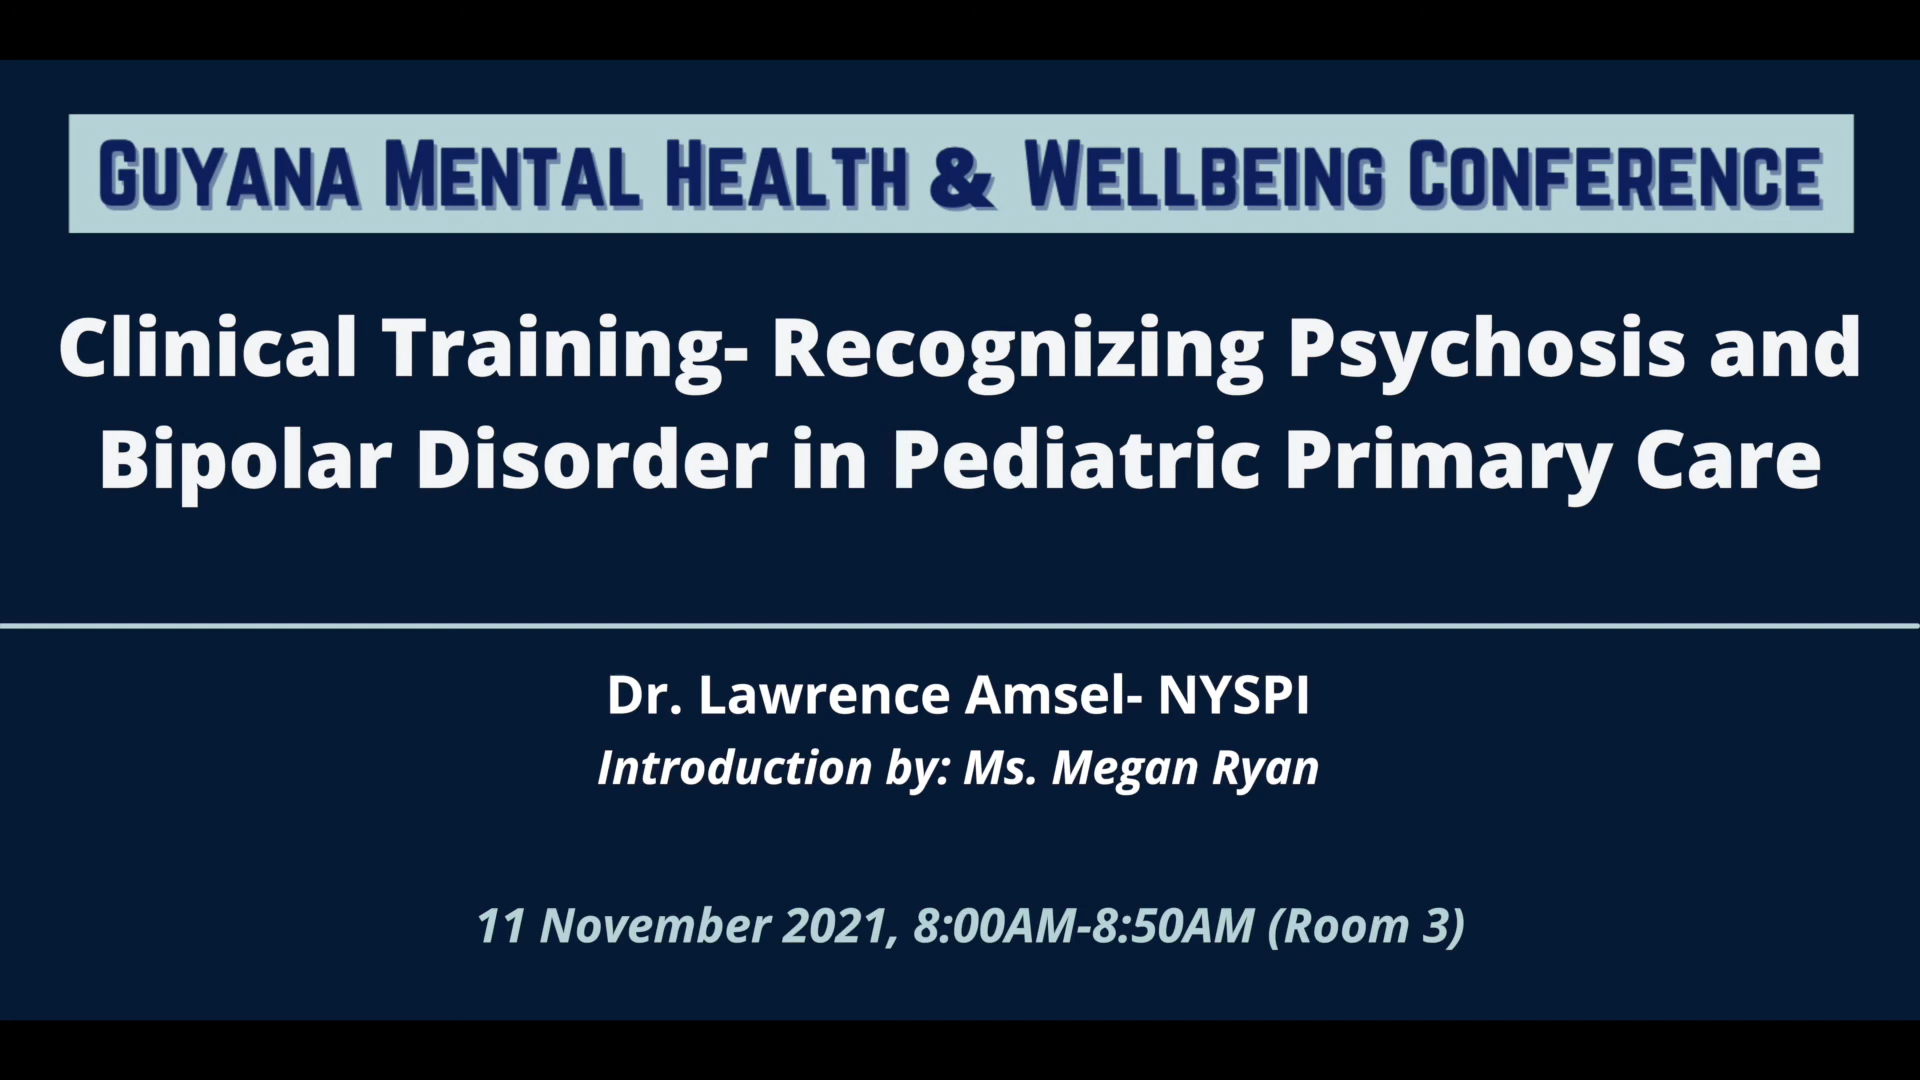 GUYANA MENTAL HEALTH & WELLBEING CONFERENCE
Clinical Training- Recognizing Psychosis and
Bipolar Disorder in Pediatric Primary Care
Dr. Lawrence Amsel- NYSPI
Introduction by: Ms. Megan Ryan
11 November 2021, 8:00AM-8:50AM (Room 3)